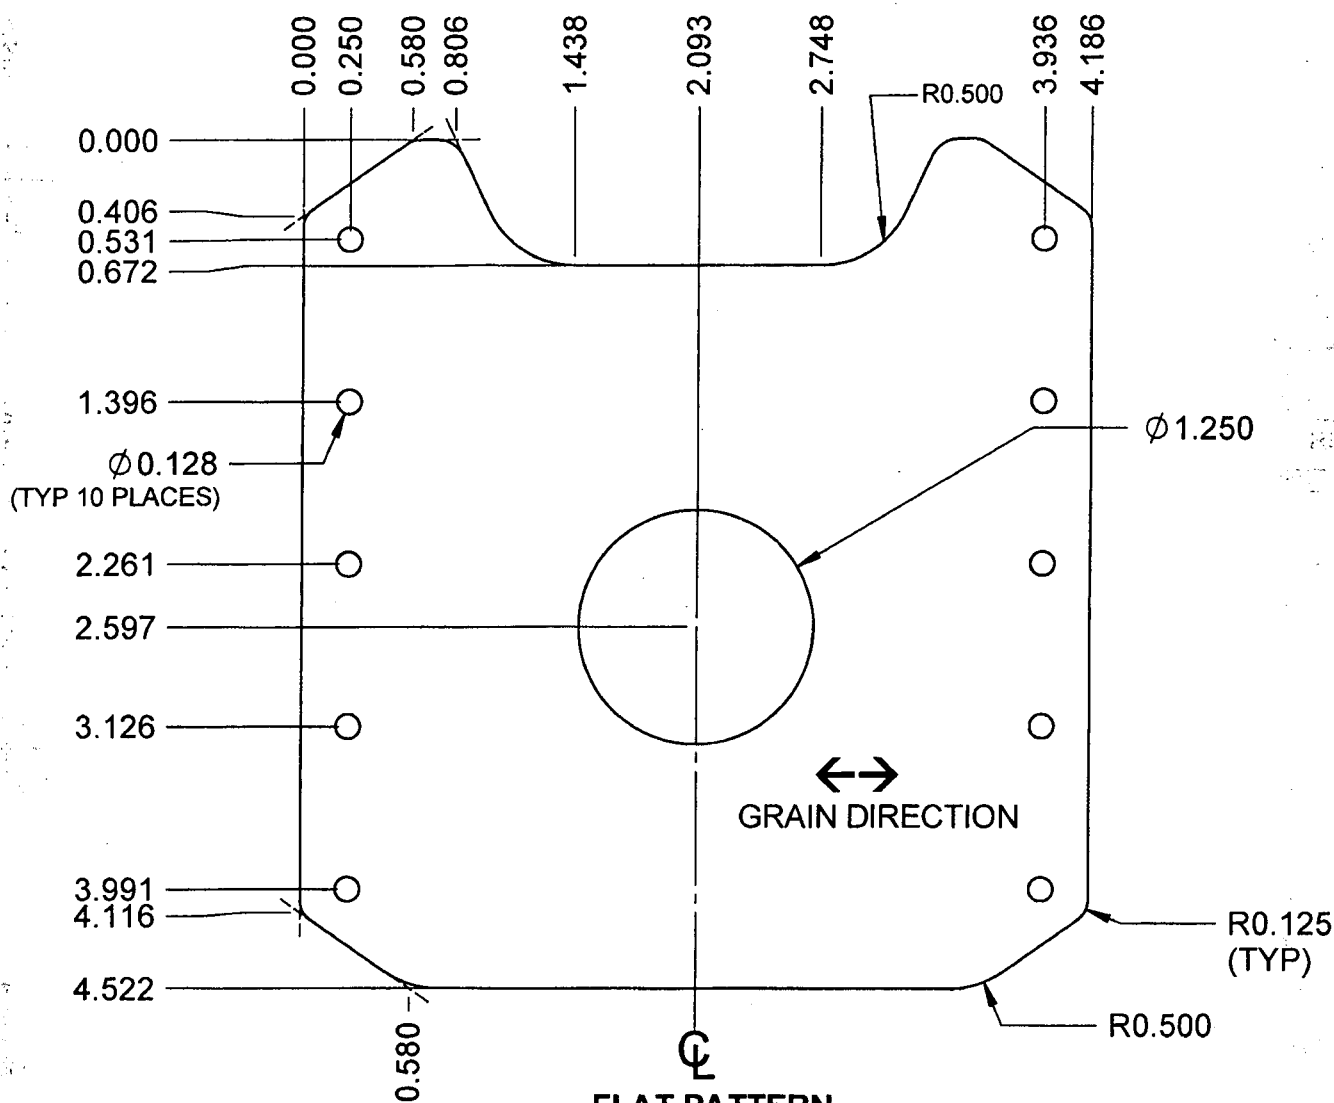 0.000
0.250
0.580
0.806
1.438
2.093
2.748
3.936
4.186
R0.500
0.000
0.406
0.531
0.672
1.396
Ø0.128
(TYP 10 PLACES)
Ø1.250
2.261
2.597
3.126
GRAIN DIRECTION
3.991
4.116
R0.125
(TYP)
4.522
R0.500
0.580
CL
FLAT PATTERN